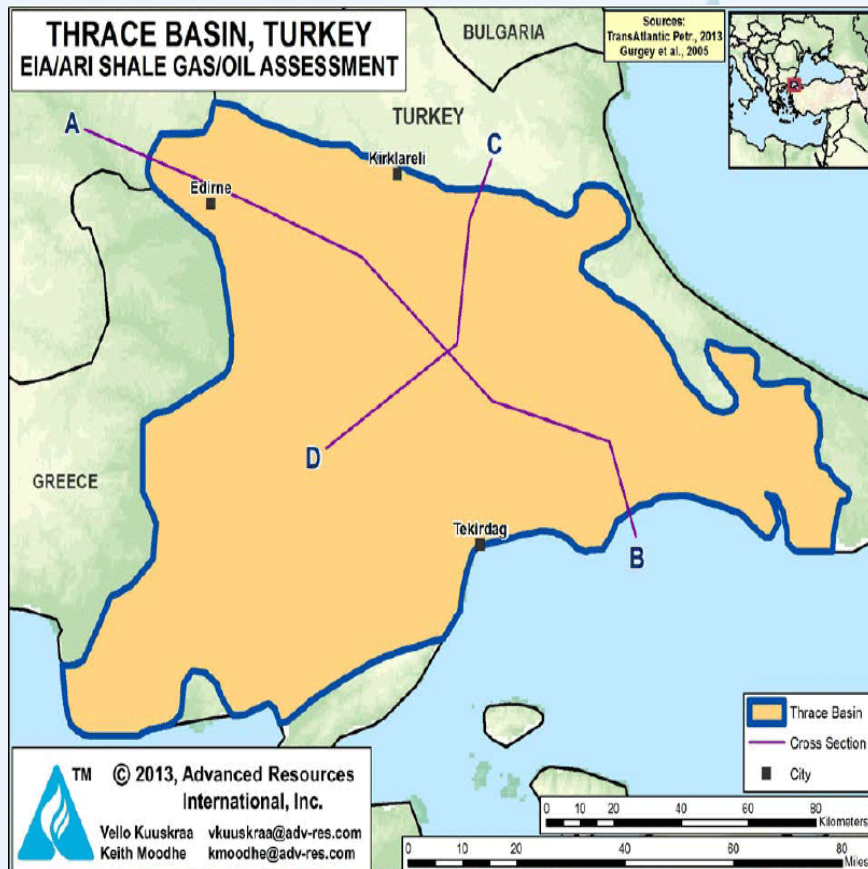 THRACE BASIN, TURKEY
EIA/ARI SHALE GAS/OIL ASSESSMENT
BULGARIA
Sources:
TransAtlantic Petr., 2013
Gurgey et al., 2005
A
TURKEY
C
Kirklareli
Edirne
D
GREECE
Tekirdag
B
Thrace Basin
Cross Section
City
TM © 2013, Advanced Resources
International, Inc.
Vello Kuuskraa vkuuskraa@adv-res.com
Keith Moodhe kmoodhe@adv-res.com
0 20 40 60 80
Kilometers
0 20 40 60 80
Miles